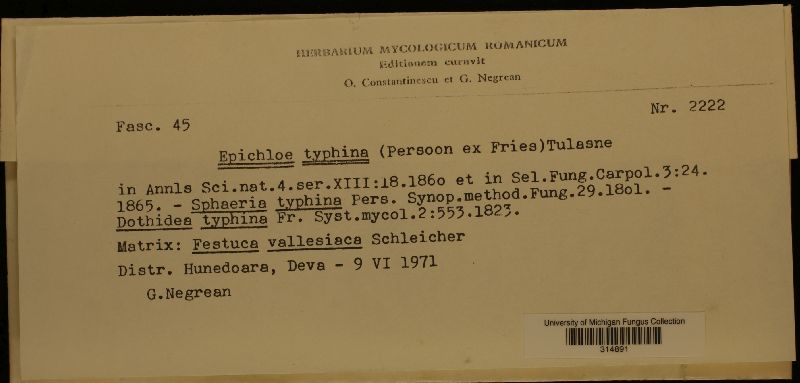 HERBARIUM MYCOLOGICUM ROMANICUM
Editionem curavit
O. Constantinescu et G. Negrean
Nr. 2222
Fasc. 45
Epichloe typhina (Persoon ex Fries)Tulasne
in Annls Sci.nat.4.ser.XIII:18.186o et in Sel.Fung.Carpol.3:24.
1865. - Sphaeria typhina Pers. Synop.method.Fung.29.18o1. -
Dothidea typhina Fr. Syst.mycol.2:553.1823.
Matrix: Festuca vallesiaca Schleicher
Distr. Hunedoara, Deva - 9 VI 1971
G.Negrean
University of Michigan Fungus Collection
314891